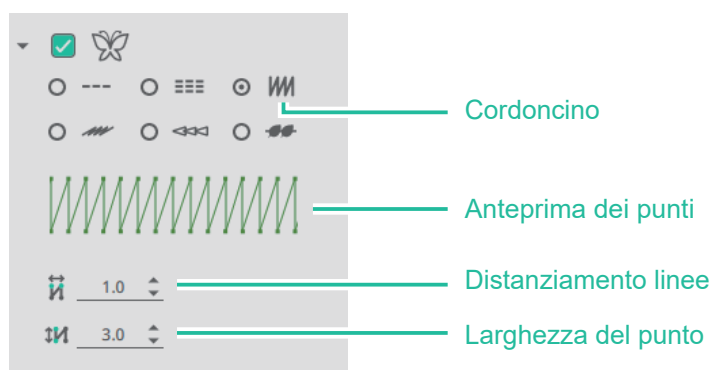 Cordoncino
Anteprima dei punti
1.0
Distanziamento linee
3.0
Larghezza del punto